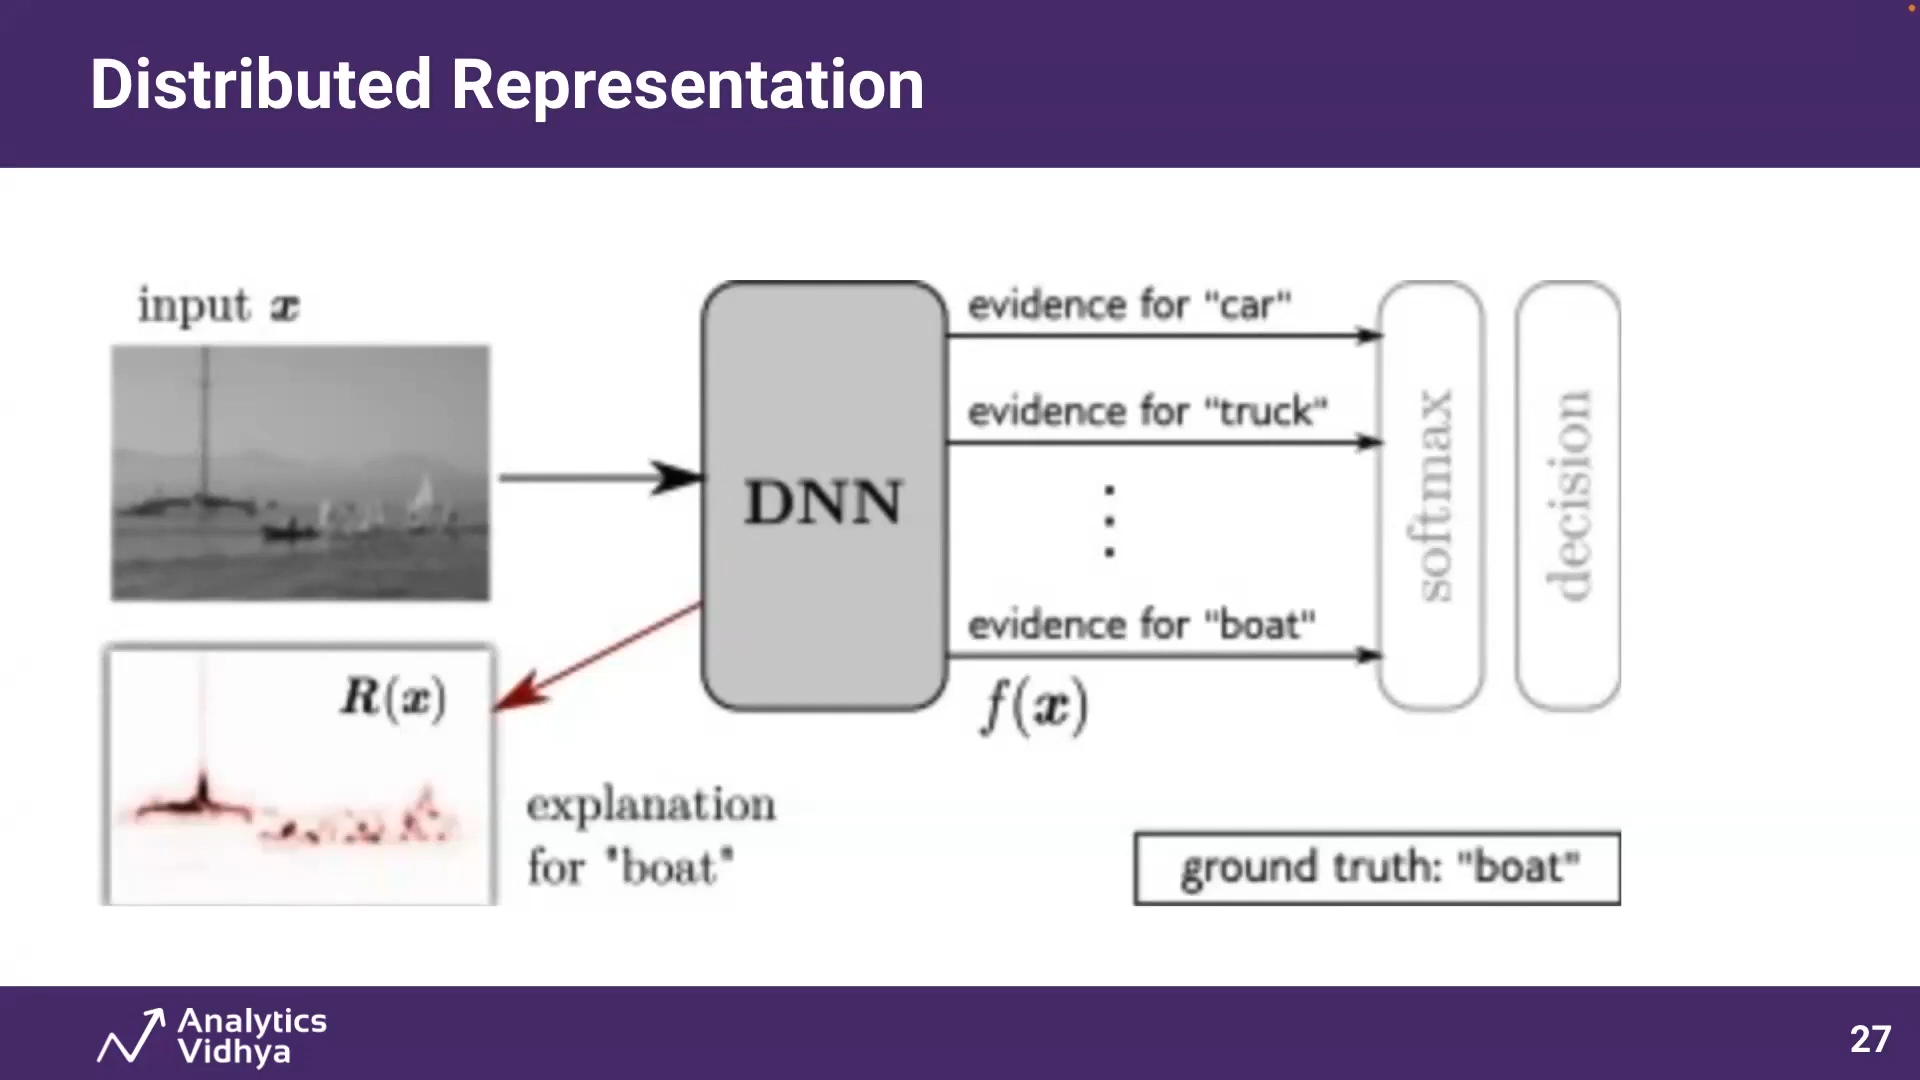 Distributed Representation
input x
DNN
evidence for "car"
evidence for "truck"
evidence for "boat"
f(x)
softmax
decision
R(x)
explanation
for "boat"
ground truth: "boat"
Analytics
Vidhya
27